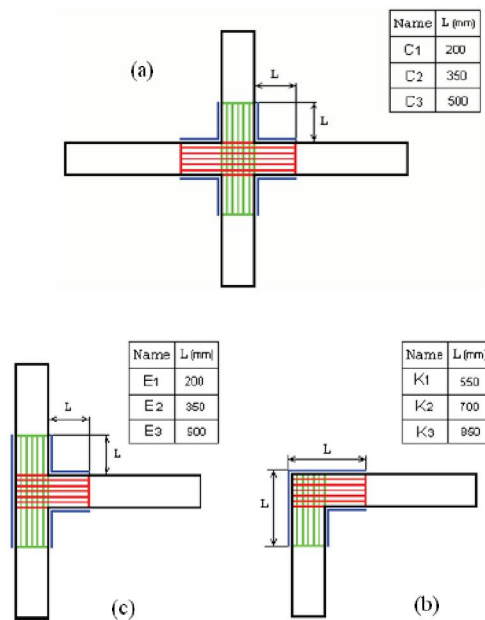 (a)
Name L (mm)
C1 200
C2 350
C3 500
L
L
Name L (mm)
E1 200
E2 350
E3 500
L
L
(c)
Name L (mm)
K1 550
K2 700
K3 850
L
L
(b)